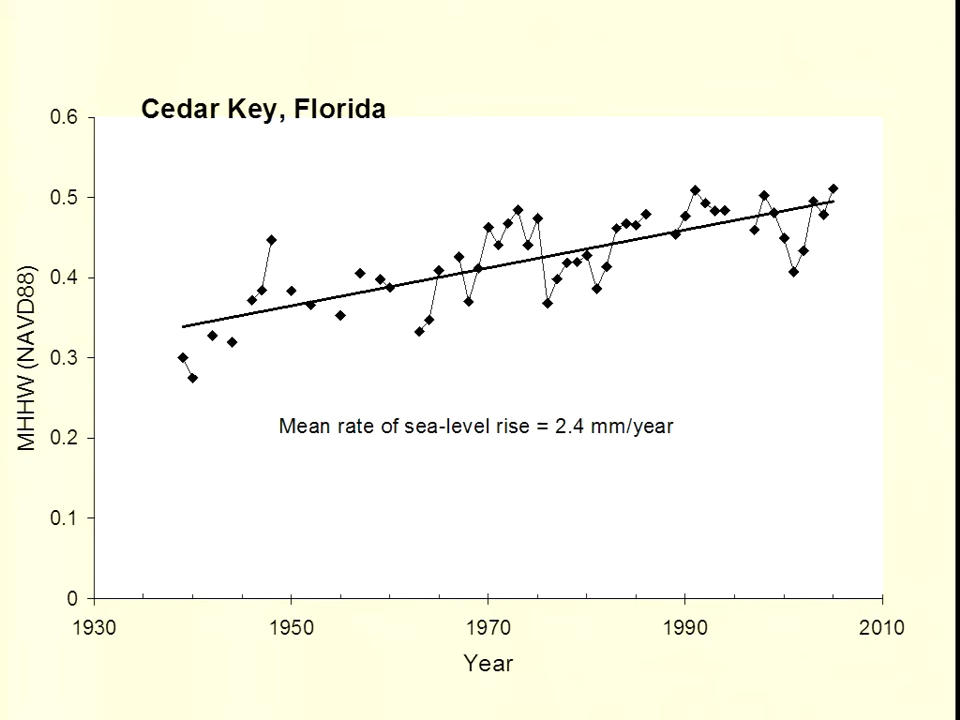 Cedar Key, Florida
0.6
0.5
0.4
0.3
0.2
0.1
0
MHHW (NAVD88)
Mean rate of sea-level rise = 2.4 mm/year
1930 1950 1970 1990 2010
Year